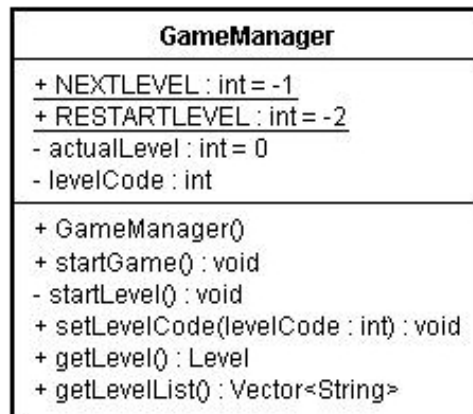 GameManager
+ NEXTLEVEL : int = -1
+ RESTARTLEVEL : int = -2
- actualLevel : int = 0
- levelCode : int
+ GameManager()
+ startGame() : void
- startLevel() : void
+ setLevelCode(levelCode : int) : void
+ getLevel() : Level
+ getLevelList() : Vector<String>